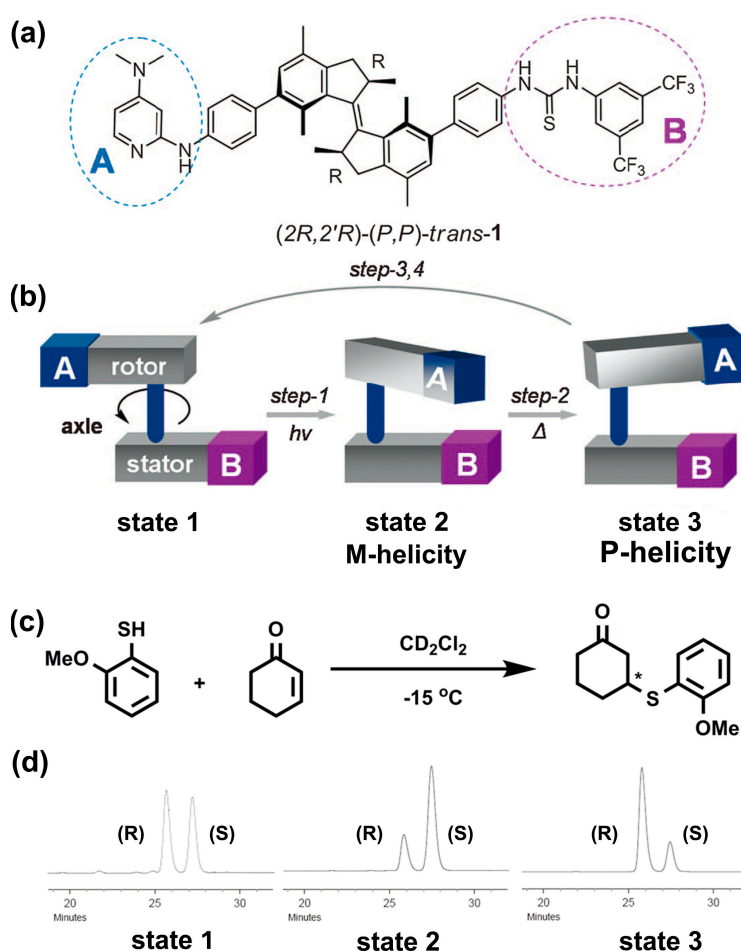 (a)
R
N
N
N
H
A
R
H
N
H
N
S
CF3
CF3
B
(2R,2'R)-(P,P)-trans-1
step-3,4
(b)
A
rotor
axle
stator
B
step-1
hν
A
B
step-2
Δ
A
B
state 1
state 2
state 3
M-helicity
P-helicity
(c)
SH
MeO
+
O
CD2Cl2
-15 °C
O
*
S
OMe
(d)
(R)
(S)
(R)
(S)
(R)
(S)
20 25 30
Minutes
20 25 30
Minutes
20 25 30
Minutes
state 1
state 2
state 3